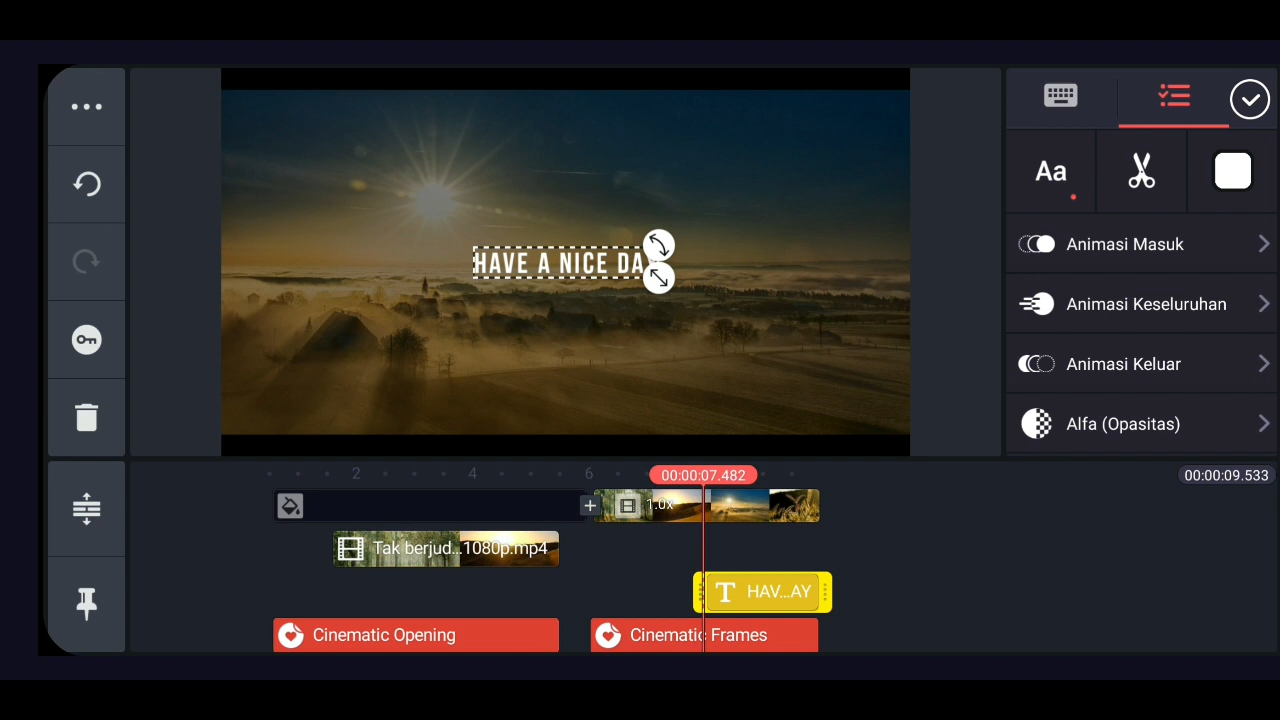 HAVE A NICE DA
Aa
Animasi Masuk
Animasi Keseluruhan
Animasi Keluar
Alfa (Opasitas)
2 4 6 00:00:07.482 00:00:09.533
1.0x
Tak berjud...1080p.mp4
T HAV...AY
Cinematic Opening Cinematic Frames